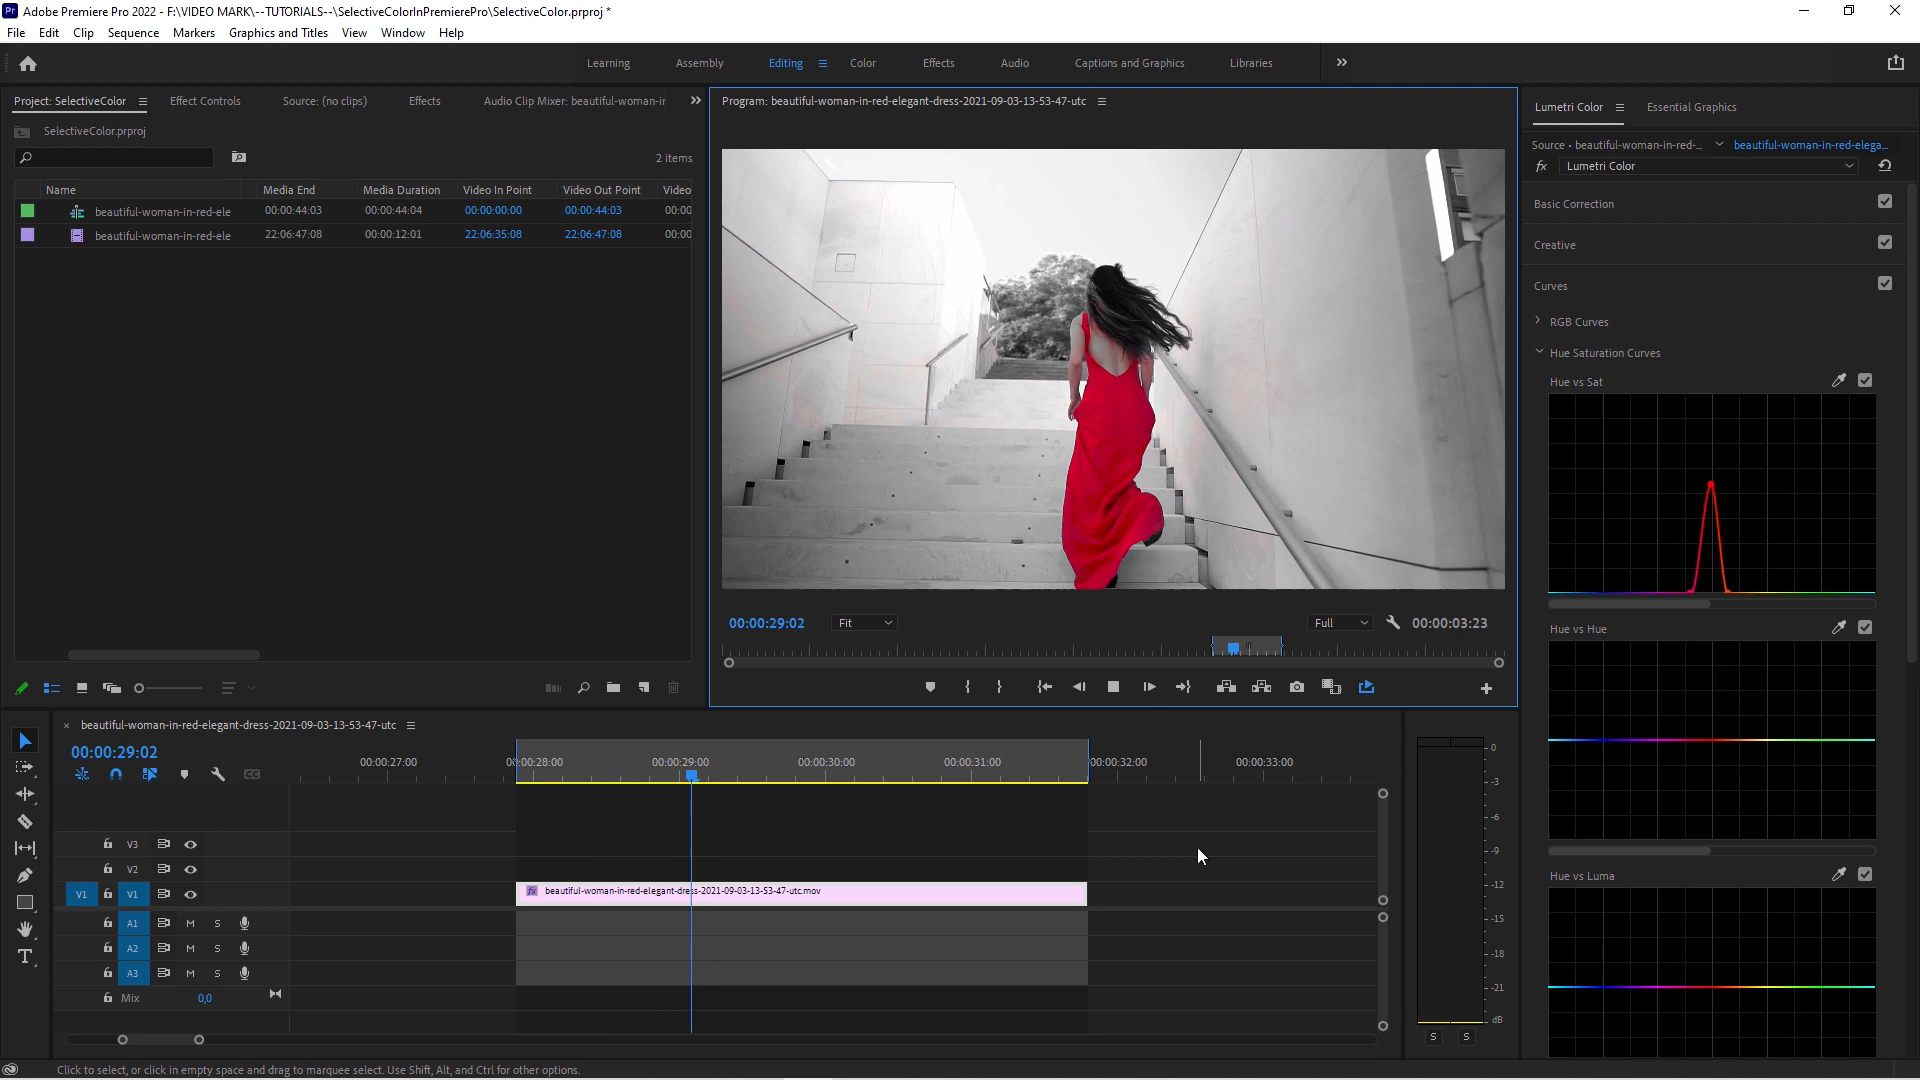 Pr Adobe Premiere Pro 2022 - F:\VIDEO MARK\--TUTORIALS--\SelectiveColorInPremierePro\SelectiveColor.prproj *
File Edit Clip Sequence Markers Graphics and Titles View Window Help
Learning Assembly Editing Color Effects Audio Captions and Graphics Libraries
Project: SelectiveColor Effect Controls Source: (no clips) Effects Audio Clip Mixer: beautiful-woman-ir
SelectiveColor.prproj
2 items
Name Media End Media Duration Video In Point Video Out Point Video
beautiful-woman-in-red-ele 00:00:44:03 00:00:44:04 00:00:00:00 00:00:44:03 00:00
beautiful-woman-in-red-ele 22:06:47:08 00:00:12:01 22:06:35:08 22:06:47:08 00:00
Program: beautiful-woman-in-red-elegant-dress-2021-09-03-13-53-47-utc
00:00:29:02 Fit Full 00:00:03:23
Lumetri Color Essential Graphics
Source • beautiful-woman-in-red-... beautiful-woman-in-red-elega...
fx Lumetri Color
Basic Correction
Creative
Curves
RGB Curves
Hue Saturation Curves
Hue vs Sat
Hue vs Hue
Hue vs Luma
× beautiful-woman-in-red-elegant-dress-2021-09-03-13-53-47-utc
00:00:29:02
00:00:27:00 00:00:28:00 00:00:29:00 00:00:30:00 00:00:31:00 00:00:32:00 00:00:33:00
CC
V3
V2
V1 V1
fx beautiful-woman-in-red-elegant-dress-2021-09-03-13-53-47-utc.mov
A1 M S
A2 M S
A3 M S
Mix 0,0
0
-3
-6
-9
-12
-15
-18
-21
dB
S S
Click to select, or click in empty space and drag to marquee select. Use Shift, Alt, and Ctrl for other options.